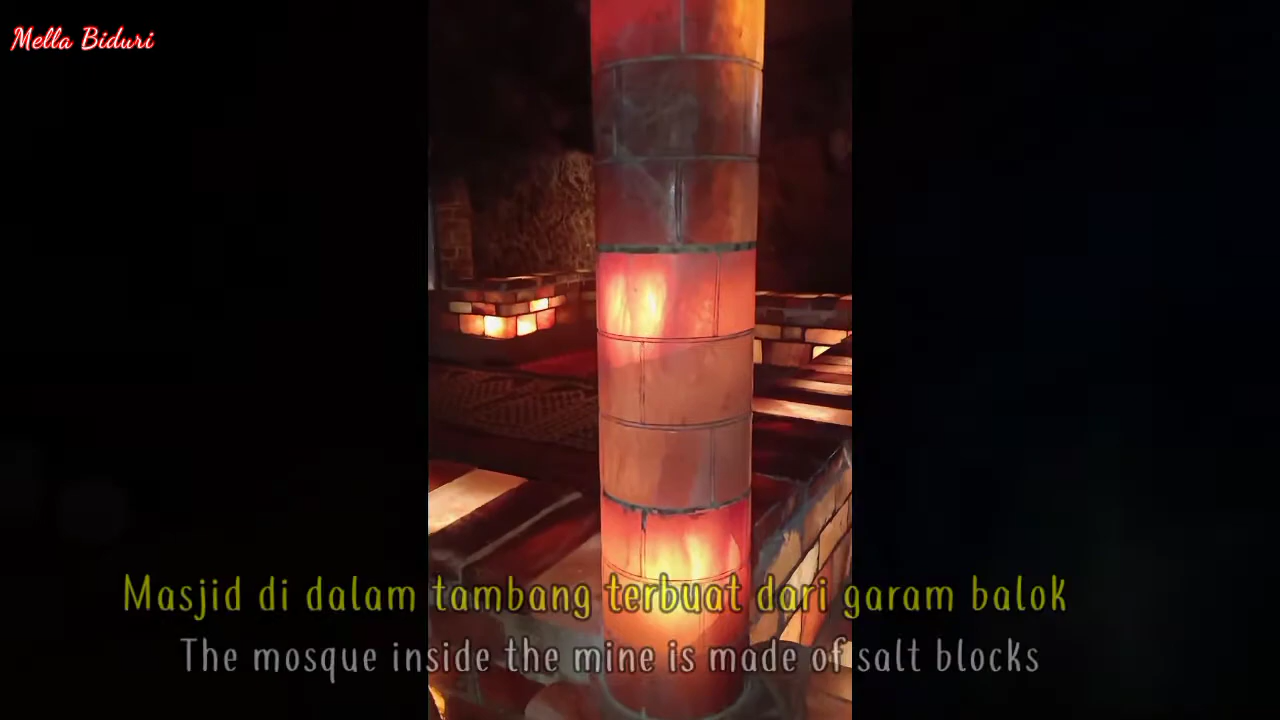 Mella Biduri
Masjid di dalam tambang terbuat dari garam balok
The mosque inside the mine is made of salt blocks